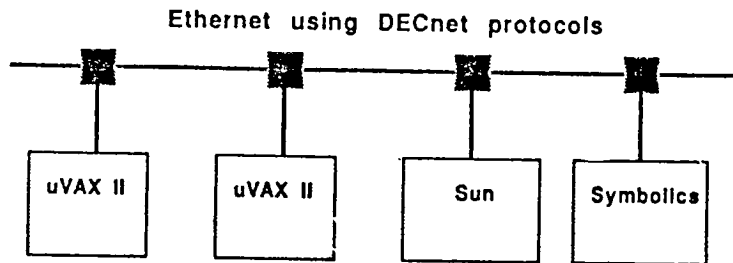 Ethernet using DECnet protocols
uVAX II
uVAX II
Sun
Symbolics